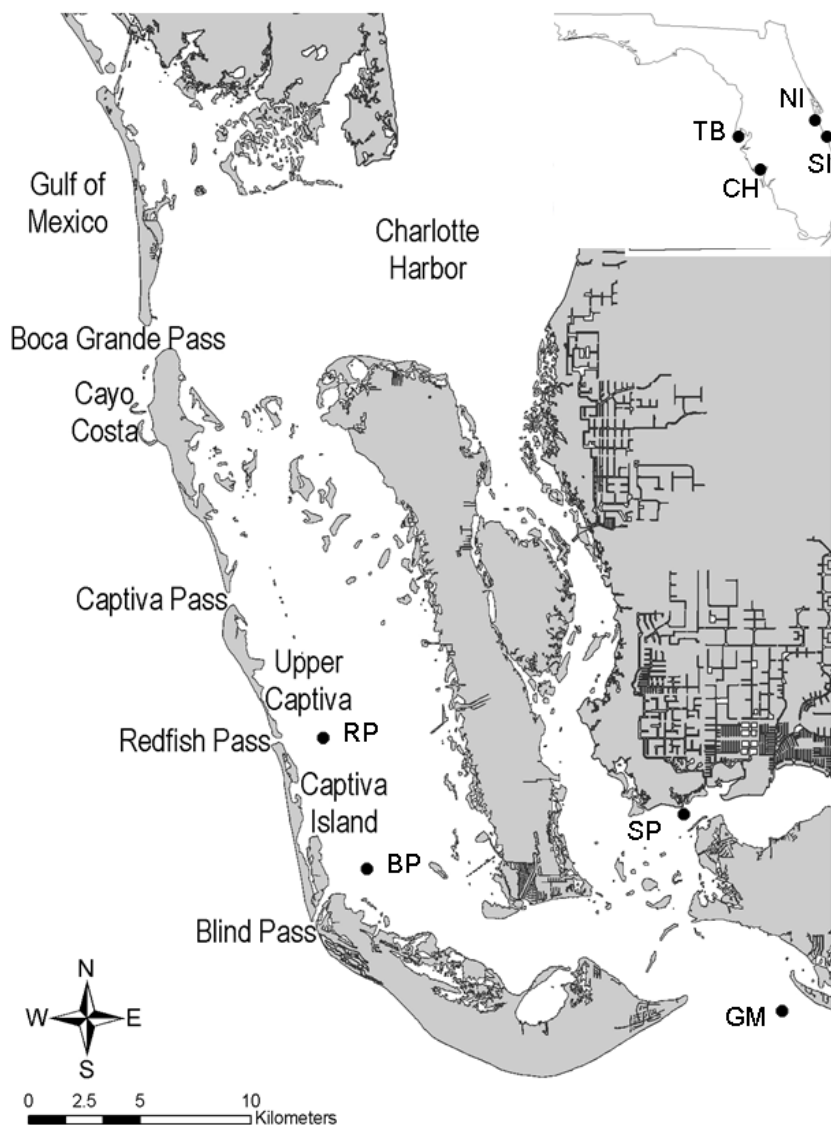 NI
TB
SI
CH
Gulf of
Mexico
Charlotte
Harbor
Boca Grande Pass
Cayo
Costa
Captiva Pass
Upper
Captiva
RP
Redfish Pass
Captiva
Island
SP
BP
Blind Pass
N
W E
S
GM
0 2.5 5 10
Kilometers